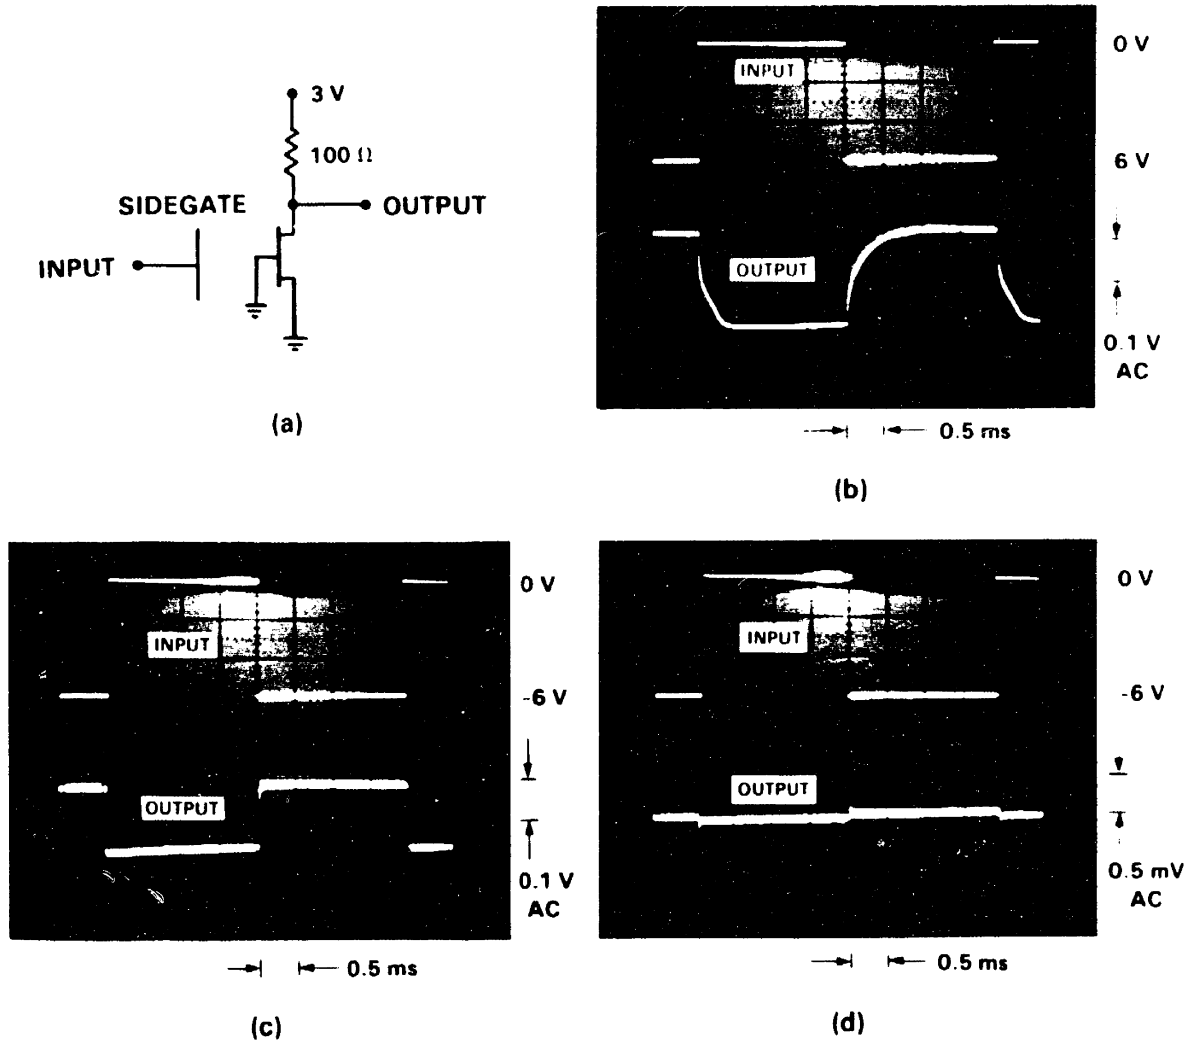 3 V
100 Ω
SIDEGATE
OUTPUT
INPUT
(a)
0 V
INPUT
6 V
OUTPUT
0.1 V
AC
0.5 ms
(b)
0 V
INPUT
-6 V
OUTPUT
0.1 V
AC
0.5 ms
(c)
0 V
INPUT
-6 V
OUTPUT
0.5 mV
AC
0.5 ms
(d)